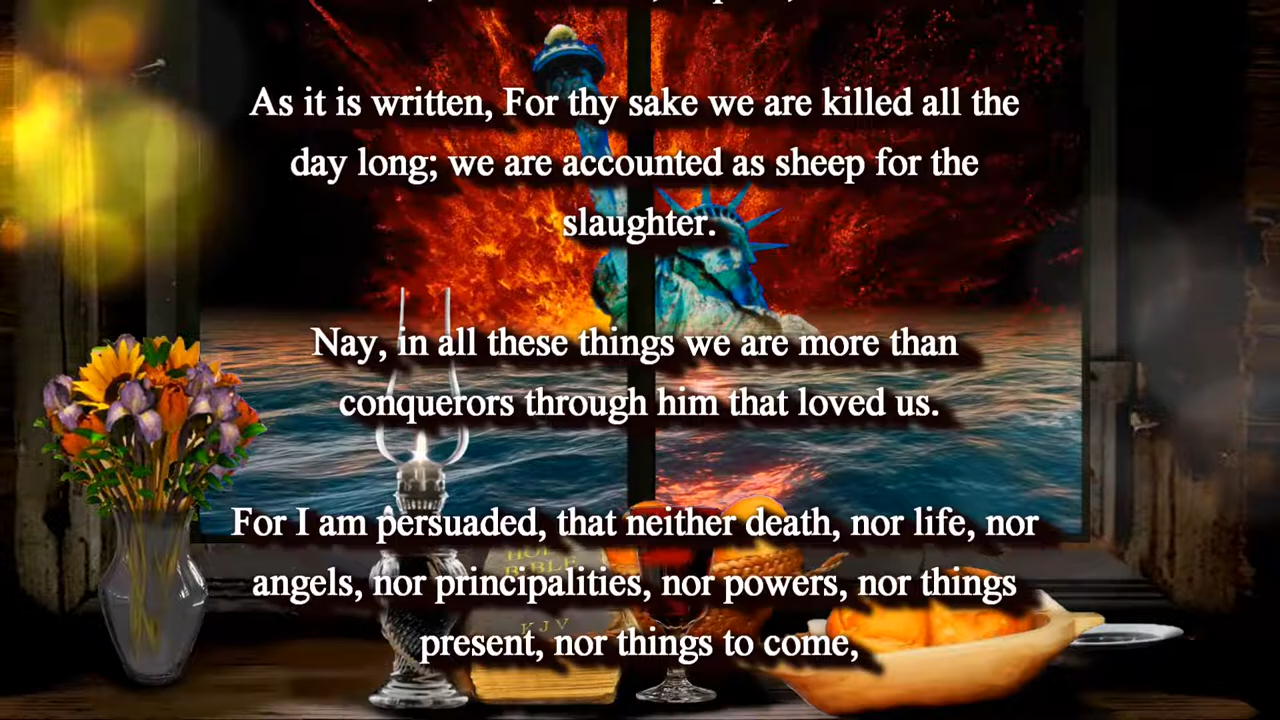 As it is written, For thy sake we are killed all the
day long; we are accounted as sheep for the
slaughter.
Nay, in all these things we are more than
conquerors through him that loved us.
For I am persuaded, that neither death, nor life, nor
angels, nor principalities, nor powers, nor things
present, nor things to come,
HOLY
BIBLE
KJV